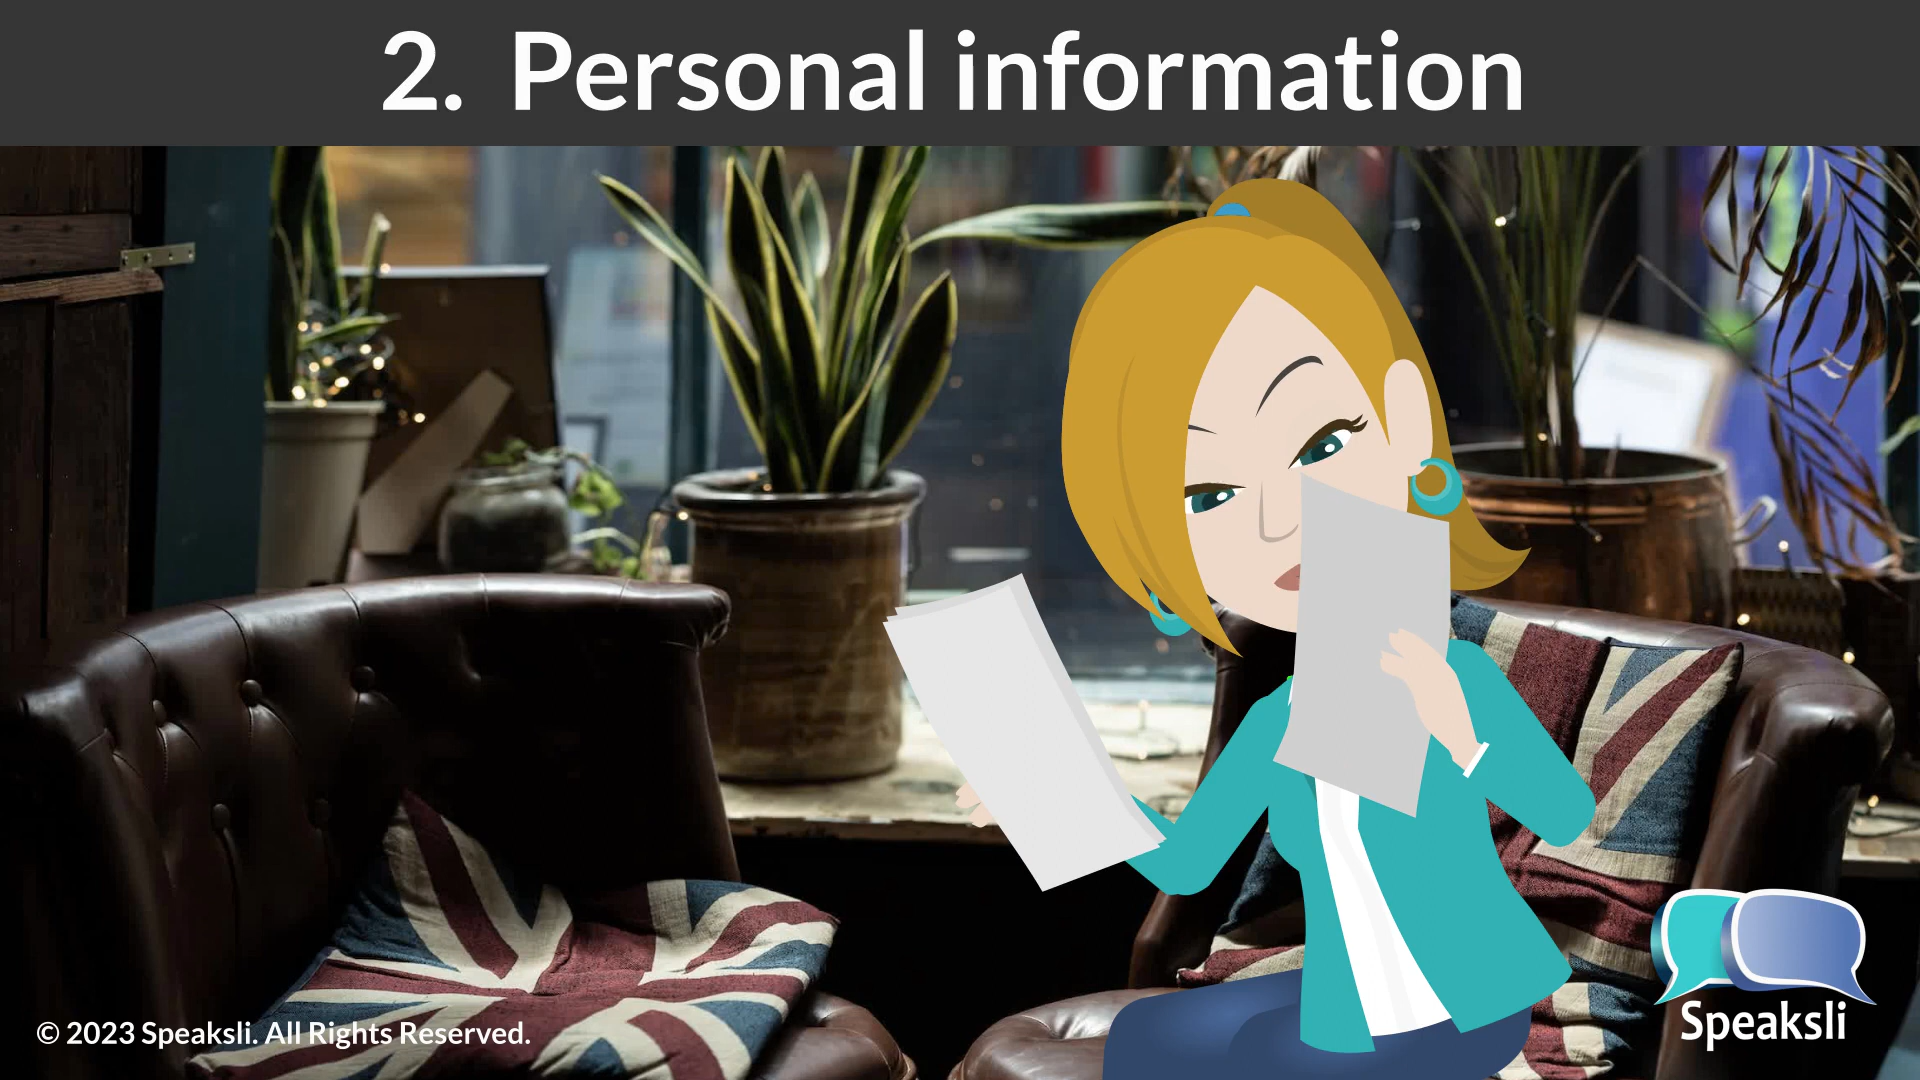 2. Personal information
© 2023 Speaksli. All Rights Reserved.
Speaksli